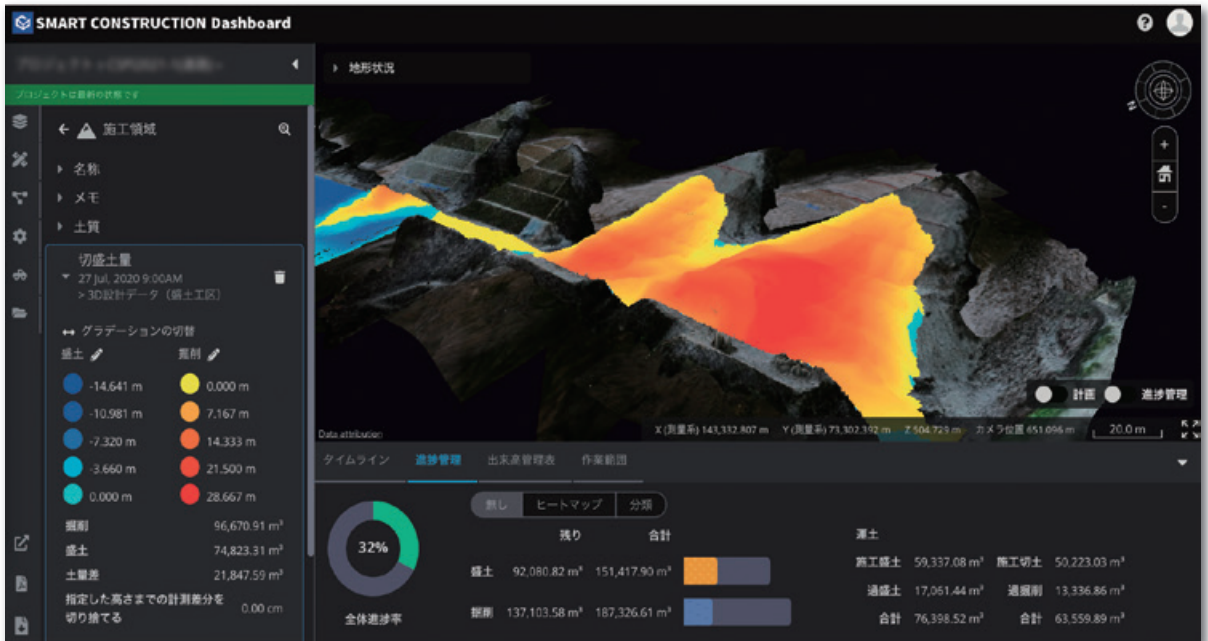 SMART CONSTRUCTION Dashboard
プロジェクトは最新の状態です
施工領域
名称
メモ
土質
切盛土量
27 Jul, 2020 9:00AM
> 3D設計データ（盛土工区）
グラデーションの切替
盛土 掘削
-14.641 m 0.000 m
-10.981 m 7.167 m
-7.320 m 14.333 m
-3.660 m 21.500 m
0.000 m 28.667 m
掘削 96,670.91 m³
盛土 74,823.31 m³
土量差 21,847.59 m³
指定した高さまでの計測差分を
切り捨てる 0.00 cm
地形状況
+
-
計画 進捗管理
Data attribution
X (測量系) 143,332.807 m Y (測量系) 73,302.392 m Z 504.729 m カメラ位置 651.096 m 20.0 m
タイムライン 進捗管理 出来高管理表 作業範囲
無し ヒートマップ 分類
32%
全体進捗率
残り 合計
盛土 92,080.82 m³ 151,417.90 m³
掘削 137,103.58 m³ 187,326.61 m³
運土
施工盛土 59,337.08 m³ 施工切土 50,223.03 m³
過盛土 17,061.44 m³ 過掘削 13,336.86 m³
合計 76,398.52 m³ 合計 63,559.89 m³